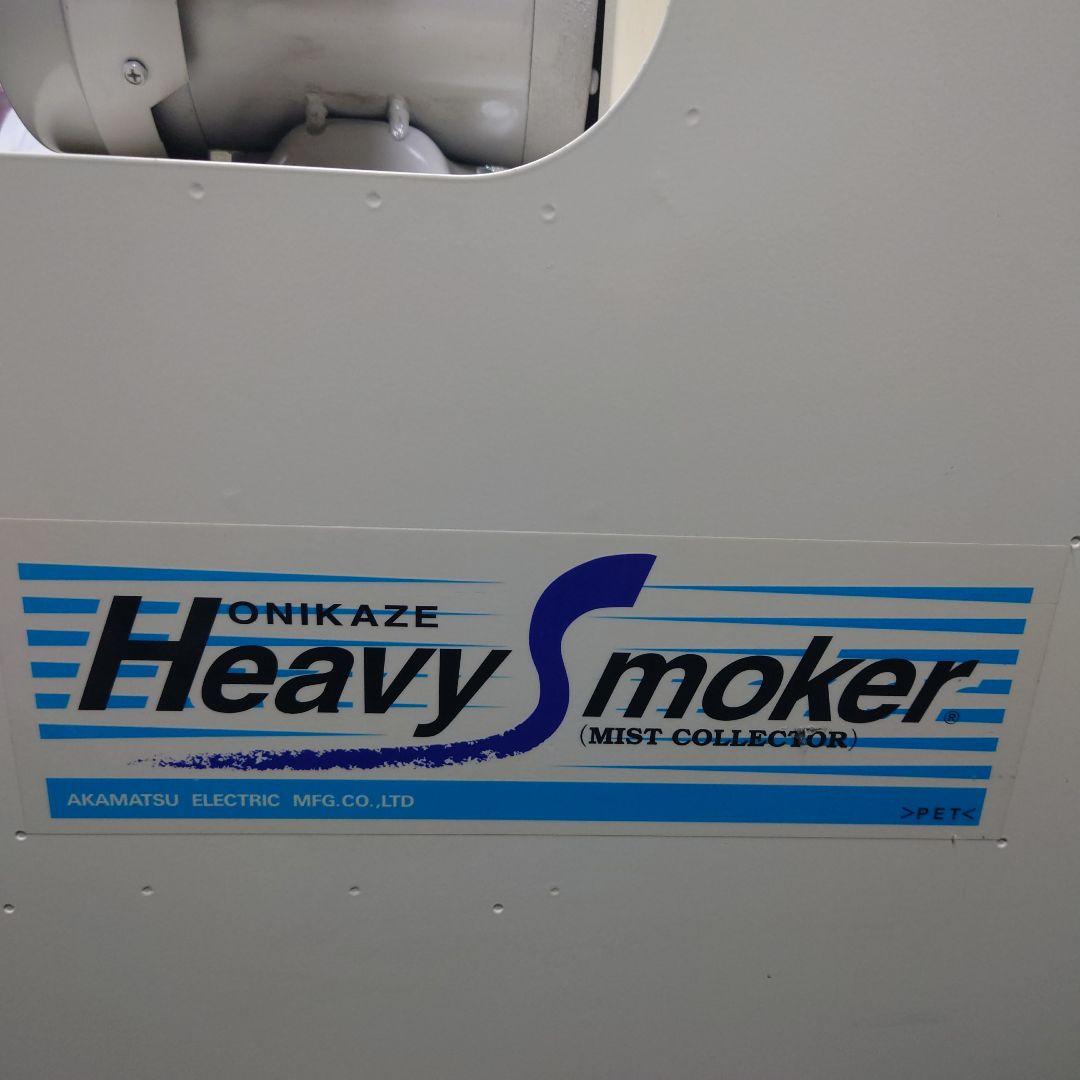 ONIKAZE
Heavy Smoker®
(MIST COLLECTOR)
AKAMATSU ELECTRIC MFG.CO.,LTD
>PET<